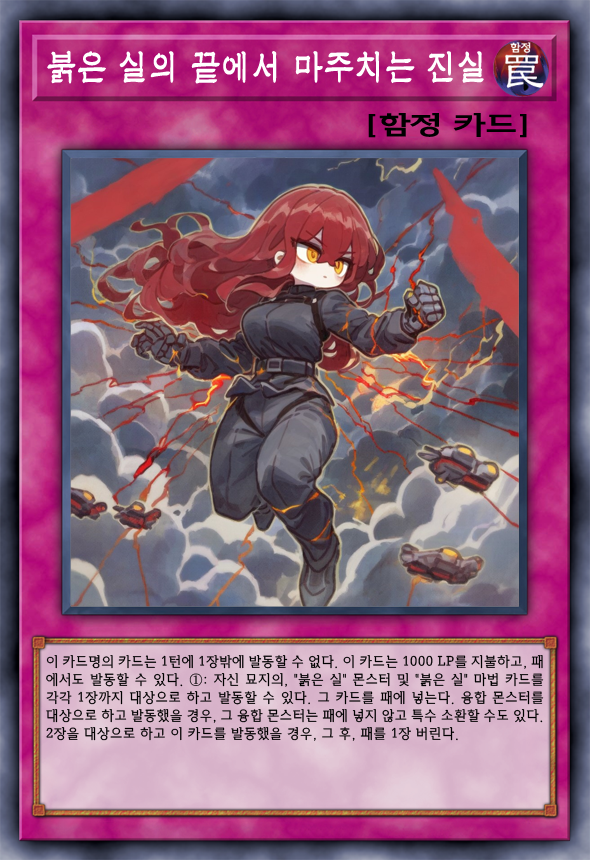 붉은 실의 끝에서 마주치는 진실
함정
罠
[함정 카드]
이 카드명의 카드는 1턴에 1장밖에 발동할 수 없다. 이 카드는 1000 LP를 지불하고, 패
에서도 발동할 수 있다. ①: 자신 묘지의, "붉은 실" 몬스터 및 "붉은 실" 마법 카드를
각각 1장까지 대상으로 하고 발동할 수 있다. 그 카드를 패에 넣는다. 융합 몬스터를
대상으로 하고 발동했을 경우, 그 융합 몬스터는 패에 넣지 않고 특수 소환할 수도 있다.
2장을 대상으로 하고 이 카드를 발동했을 경우, 그 후, 패를 1장 버린다.